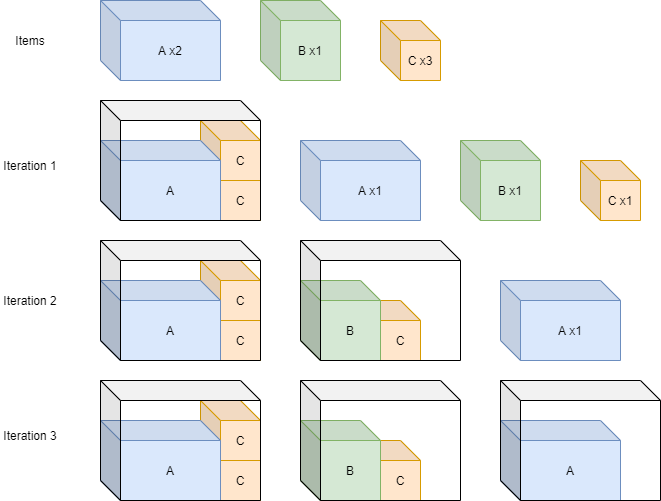 Items
A x2
B x1
C x3
Iteration 1
A
C
C
A x1
B x1
C x1
Iteration 2
A
C
C
B
C
A x1
Iteration 3
A
C
C
B
C
A